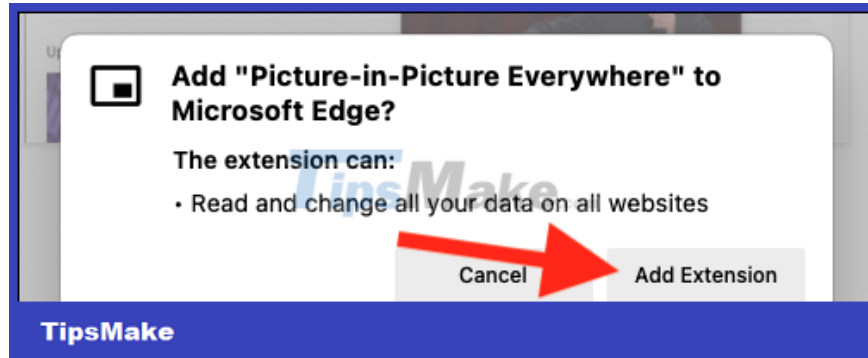 Up
Add "Picture-in-Picture Everywhere" to
Microsoft Edge?
The extension can:
• Read and change all your data on all websites
TipsMake
Cancel
Add Extension
TipsMake